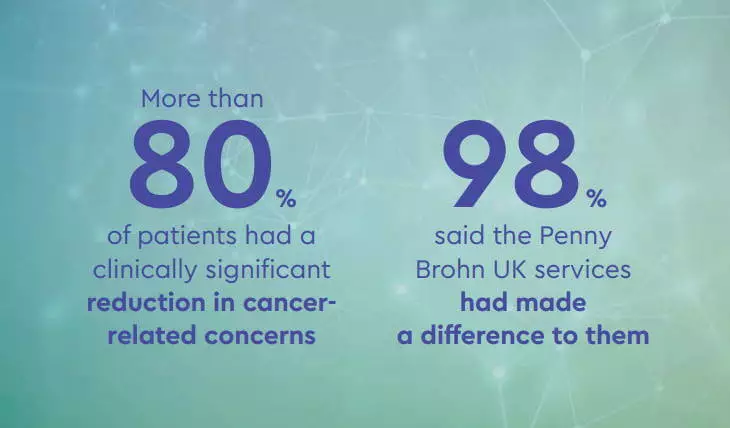 More than
80%
of patients had a
clinically significant
reduction in cancer-
related concerns
98%
said the Penny
Brohn UK services
had made
a difference to them